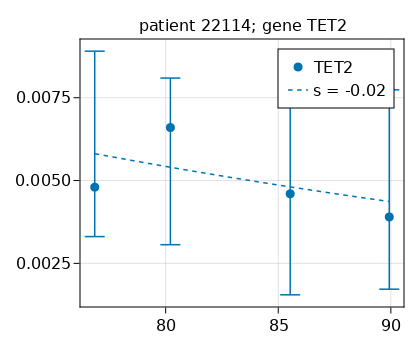 patient 22114; gene TET2
TET2
s = -0.02
0.0075
0.0050
0.0025
80
85
90